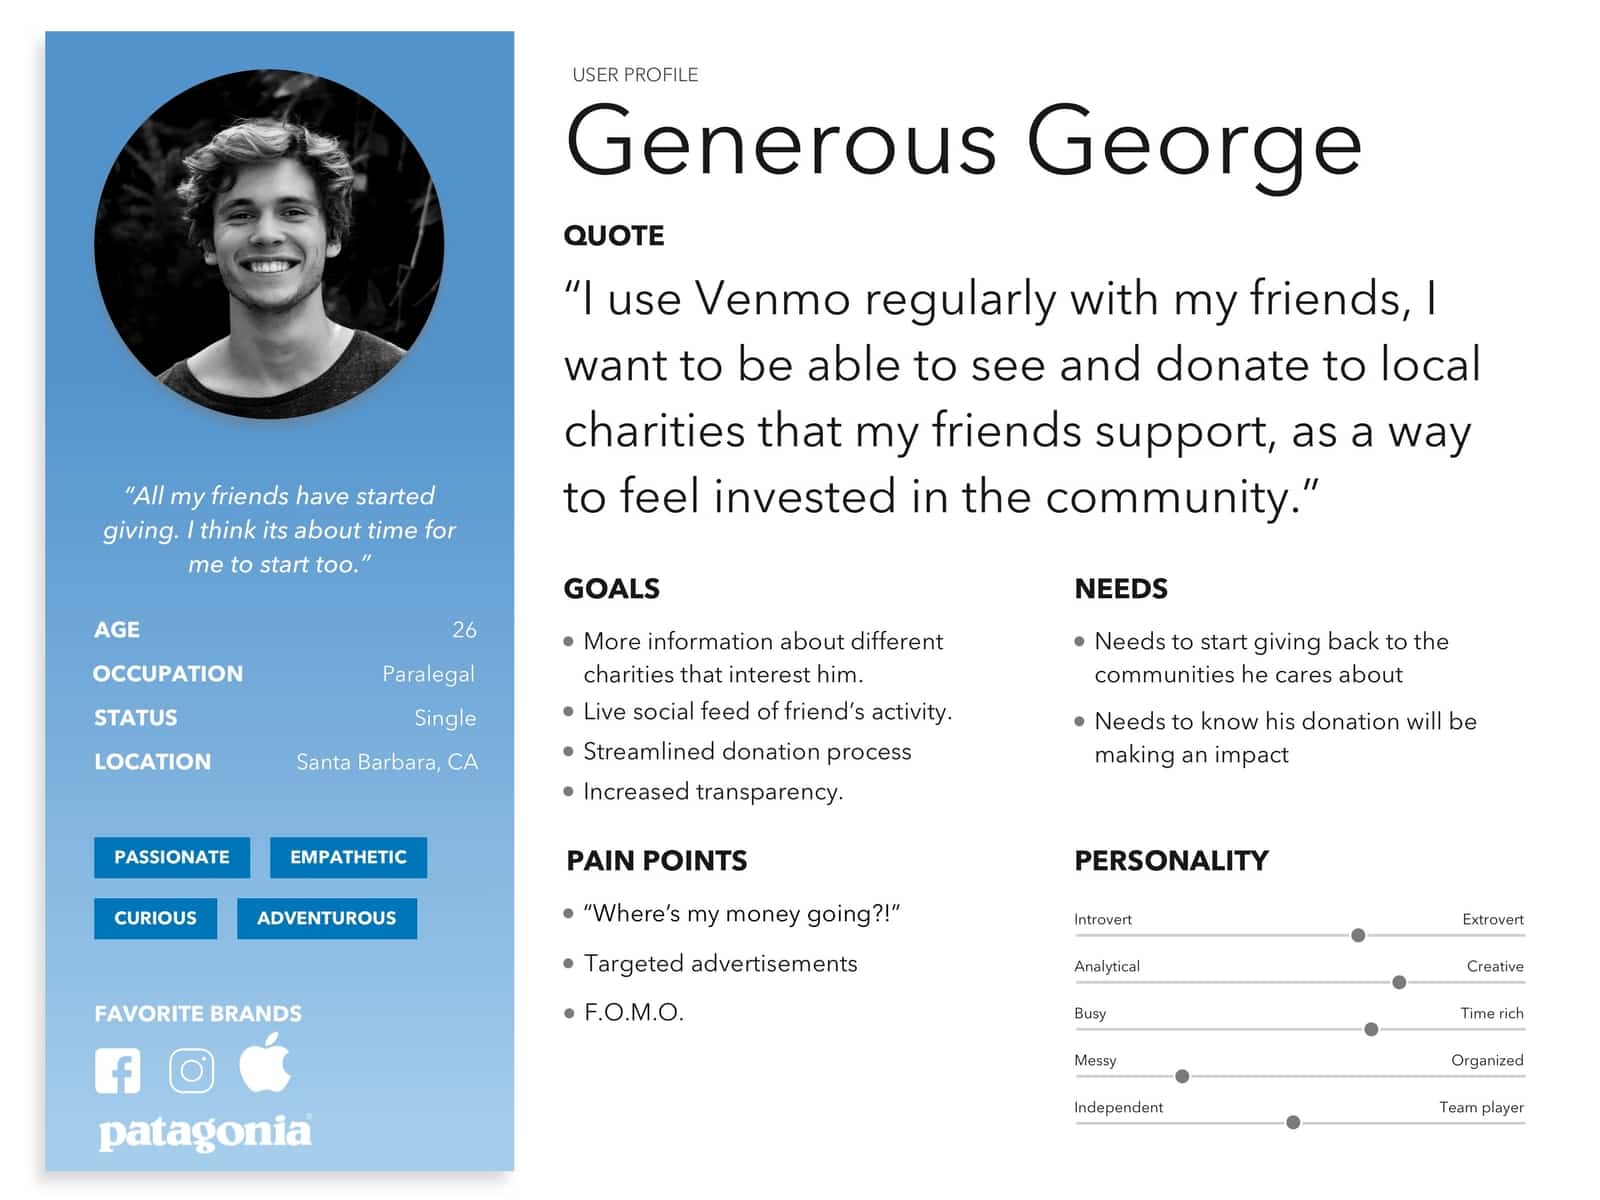 USER PROFILE
Generous George
QUOTE
“I use Venmo regularly with my friends, I
want to be able to see and donate to local
charities that my friends support, as a way
to feel invested in the community.”
“All my friends have started
giving. I think its about time for
me to start too.”
AGE 26
OCCUPATION Paralegal
STATUS Single
LOCATION Santa Barbara, CA
PASSIONATE EMPATHETIC
CURIOUS ADVENTUROUS
FAVORITE BRANDS
patagonia®
GOALS
• More information about different
charities that interest him.
• Live social feed of friend’s activity.
• Streamlined donation process
• Increased transparency.
NEEDS
• Needs to start giving back to the
communities he cares about
• Needs to know his donation will be
making an impact
PAIN POINTS
• “Where’s my money going?!”
• Targeted advertisements
• F.O.M.O.
PERSONALITY
Introvert Extrovert
Analytical Creative
Busy Time rich
Messy Organized
Independent Team player